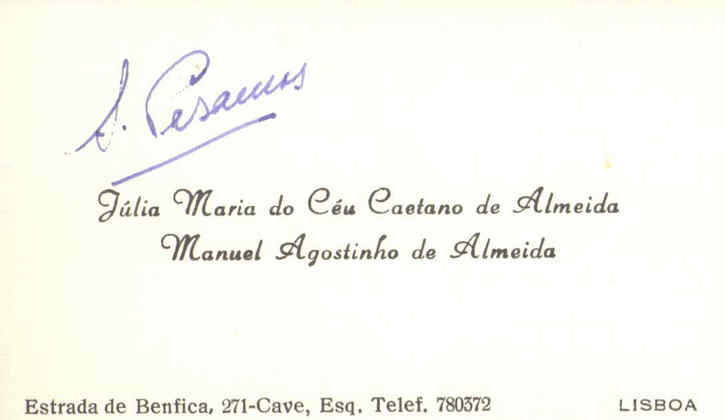 S. Pesamos
Júlia Maria do Céu Caetano de Almeida
Manuel Agostinho de Almeida
Estrada de Benfica, 271-Cave, Esq. Telef. 780372 LISBOA